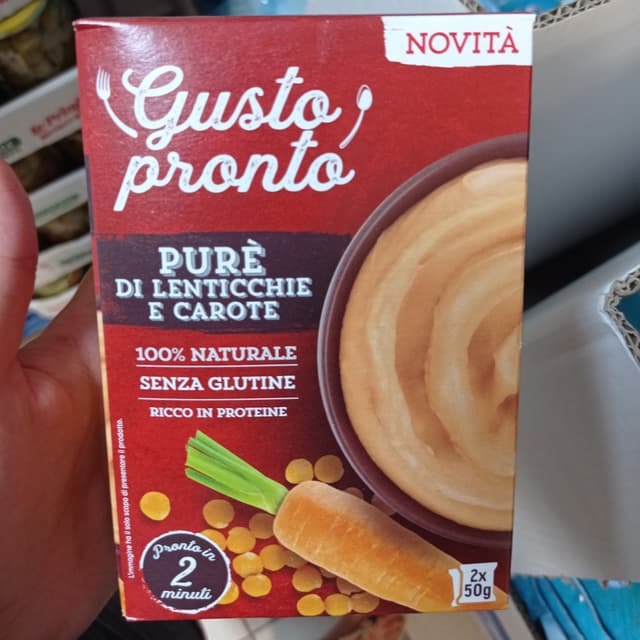 NOVITÀ
Gusto
pronto
PURÈ
DI LENTICCHIE
E CAROTE
100% NATURALE
SENZA GLUTINE
RICCO IN PROTEINE
L'immagine ha il solo scopo di presentare il prodotto.
Pronto in
2
minuti
2x
50g